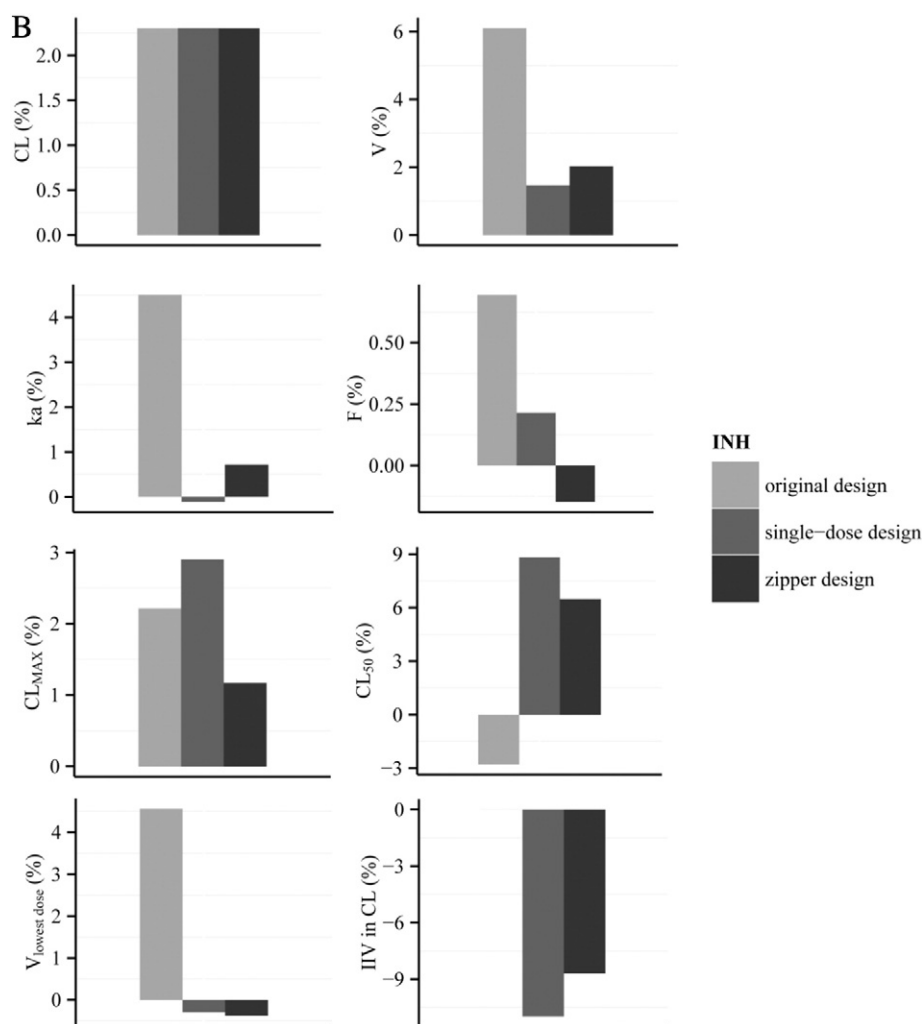 B
CL (%)
2.0
1.5
1.0
0.5
0.0
V (%)
6
4
2
0
ka (%)
4
3
2
1
0
F (%)
0.50
0.25
0.00
INH
original design
single−dose design
zipper design
CL_MAX (%)
3
2
1
0
CL_50 (%)
9
6
3
0
−3
V_lowest dose (%)
4
3
2
1
0
IIV in CL (%)
0
−3
−6
−9